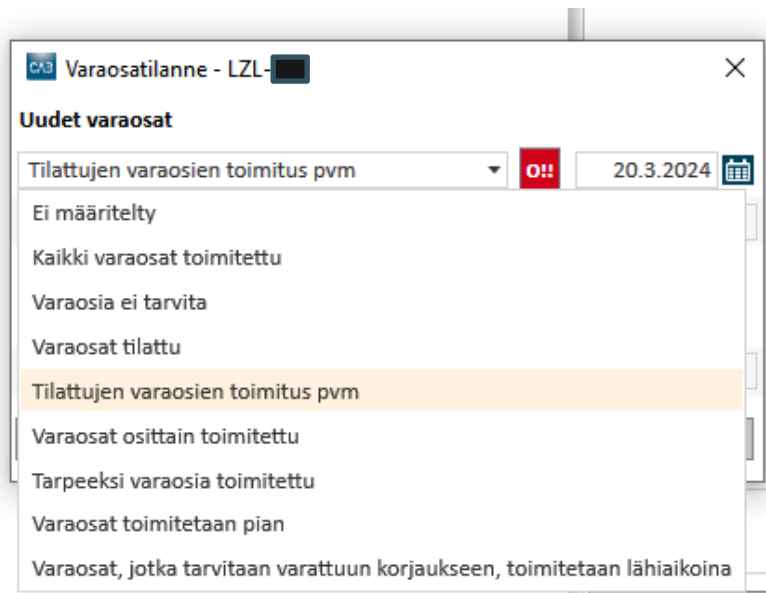 CAB Varaosatilanne - LZL-
Uudet varaosat
Tilattujen varaosien toimitus pvm O!! 20.3.2024
Ei määritelty
Kaikki varaosat toimitettu
Varaosia ei tarvita
Varaosat tilattu
Tilattujen varaosien toimitus pvm
Varaosat osittain toimitettu
Tarpeeksi varaosia toimitettu
Varaosat toimitetaan pian
Varaosat, jotka tarvitaan varattuun korjaukseen, toimitetaan lähiaikoina